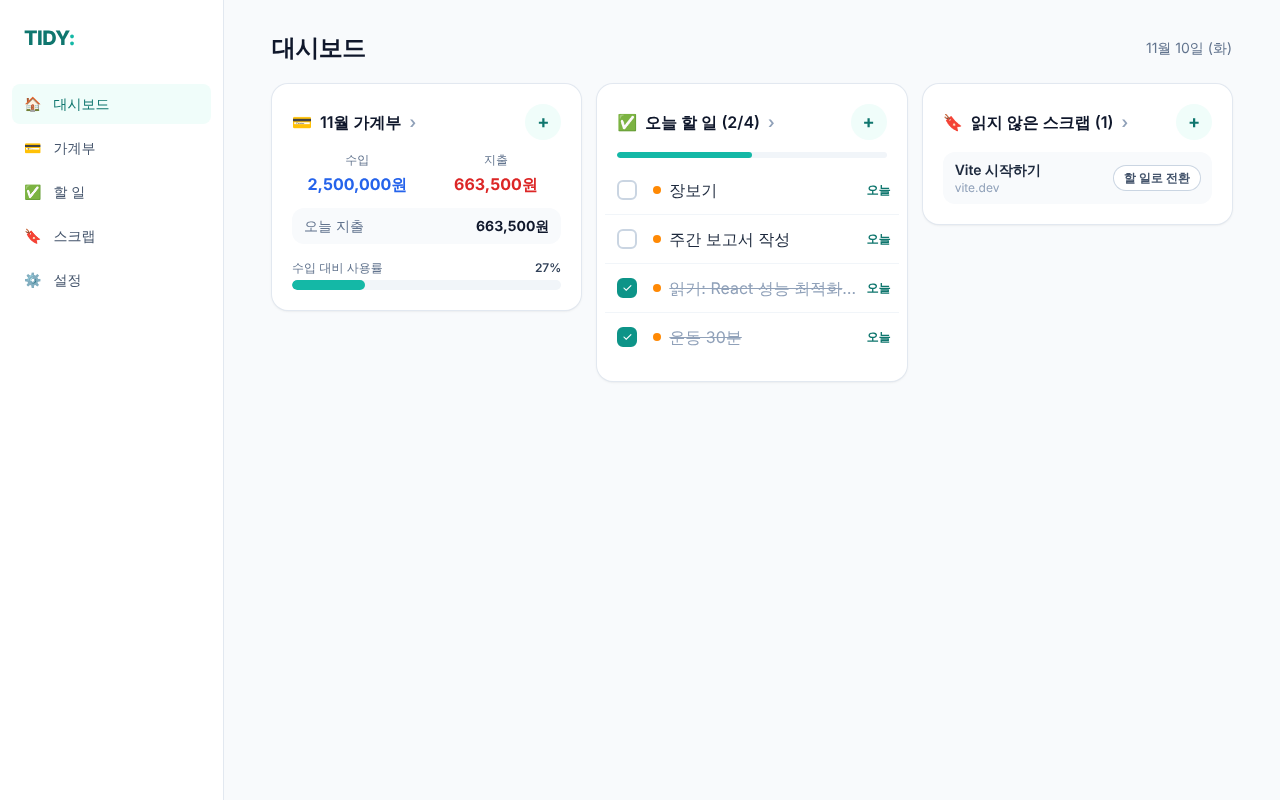 TIDY:
대시보드
가계부
할 일
스크랩
설정
대시보드
11월 10일 (화)
11월 가계부 ›
+
수입
지출
2,500,000원
663,500원
오늘 지출
663,500원
수입 대비 사용률
27%
오늘 할 일 (2/4) ›
+
장보기
오늘
주간 보고서 작성
오늘
읽기: React 성능 최적화...
오늘
운동 30분
오늘
읽지 않은 스크랩 (1) ›
+
Vite 시작하기
vite.dev
할 일로 전환